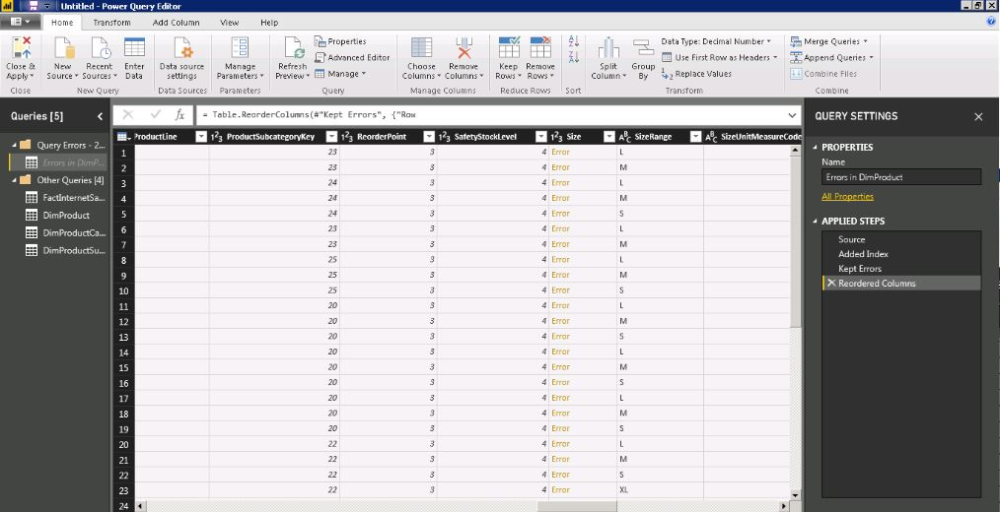 Untitled - Power Query Editor
Home Transform Add Column View Help
Close & Apply New Source Recent Sources Enter Data Data source settings Manage Parameters Refresh Preview Properties Advanced Editor Manage Choose Columns Remove Columns Keep Rows Remove Rows Split Column Group By Data Type: Decimal Number Use First Row as Headers Replace Values Merge Queries Append Queries Combine Files
Close New Query Data Sources Parameters Query Manage Columns Reduce Rows Sort Transform Combine
Queries [5]
Query Errors - 2...
Errors in DimP...
Other Queries [4]
FactInternetSa...
DimProduct
DimProductCa...
DimProductSu...
fx = Table.ReorderColumns(#"Kept Errors", {"Row
ProductLine 123 ProductSubcategoryKey 123 ReorderPoint 123 SafetyStockLevel 123 Size ABC SizeRange ABC SizeUnitMeasureCode
1 23 3 4 Error L
2 23 3 4 Error M
3 24 3 4 Error L
4 24 3 4 Error M
5 24 3 4 Error S
6 23 3 4 Error L
7 23 3 4 Error M
8 25 3 4 Error L
9 25 3 4 Error M
10 25 3 4 Error S
11 20 3 4 Error L
12 20 3 4 Error M
13 20 3 4 Error S
14 20 3 4 Error L
15 20 3 4 Error M
16 20 3 4 Error S
17 20 3 4 Error L
18 20 3 4 Error M
19 20 3 4 Error S
20 22 3 4 Error L
21 22 3 4 Error M
22 22 3 4 Error S
23 22 3 4 Error XL
24
QUERY SETTINGS
PROPERTIES
Name
Errors in DimProduct
All Properties
APPLIED STEPS
Source
Added Index
Kept Errors
Reordered Columns